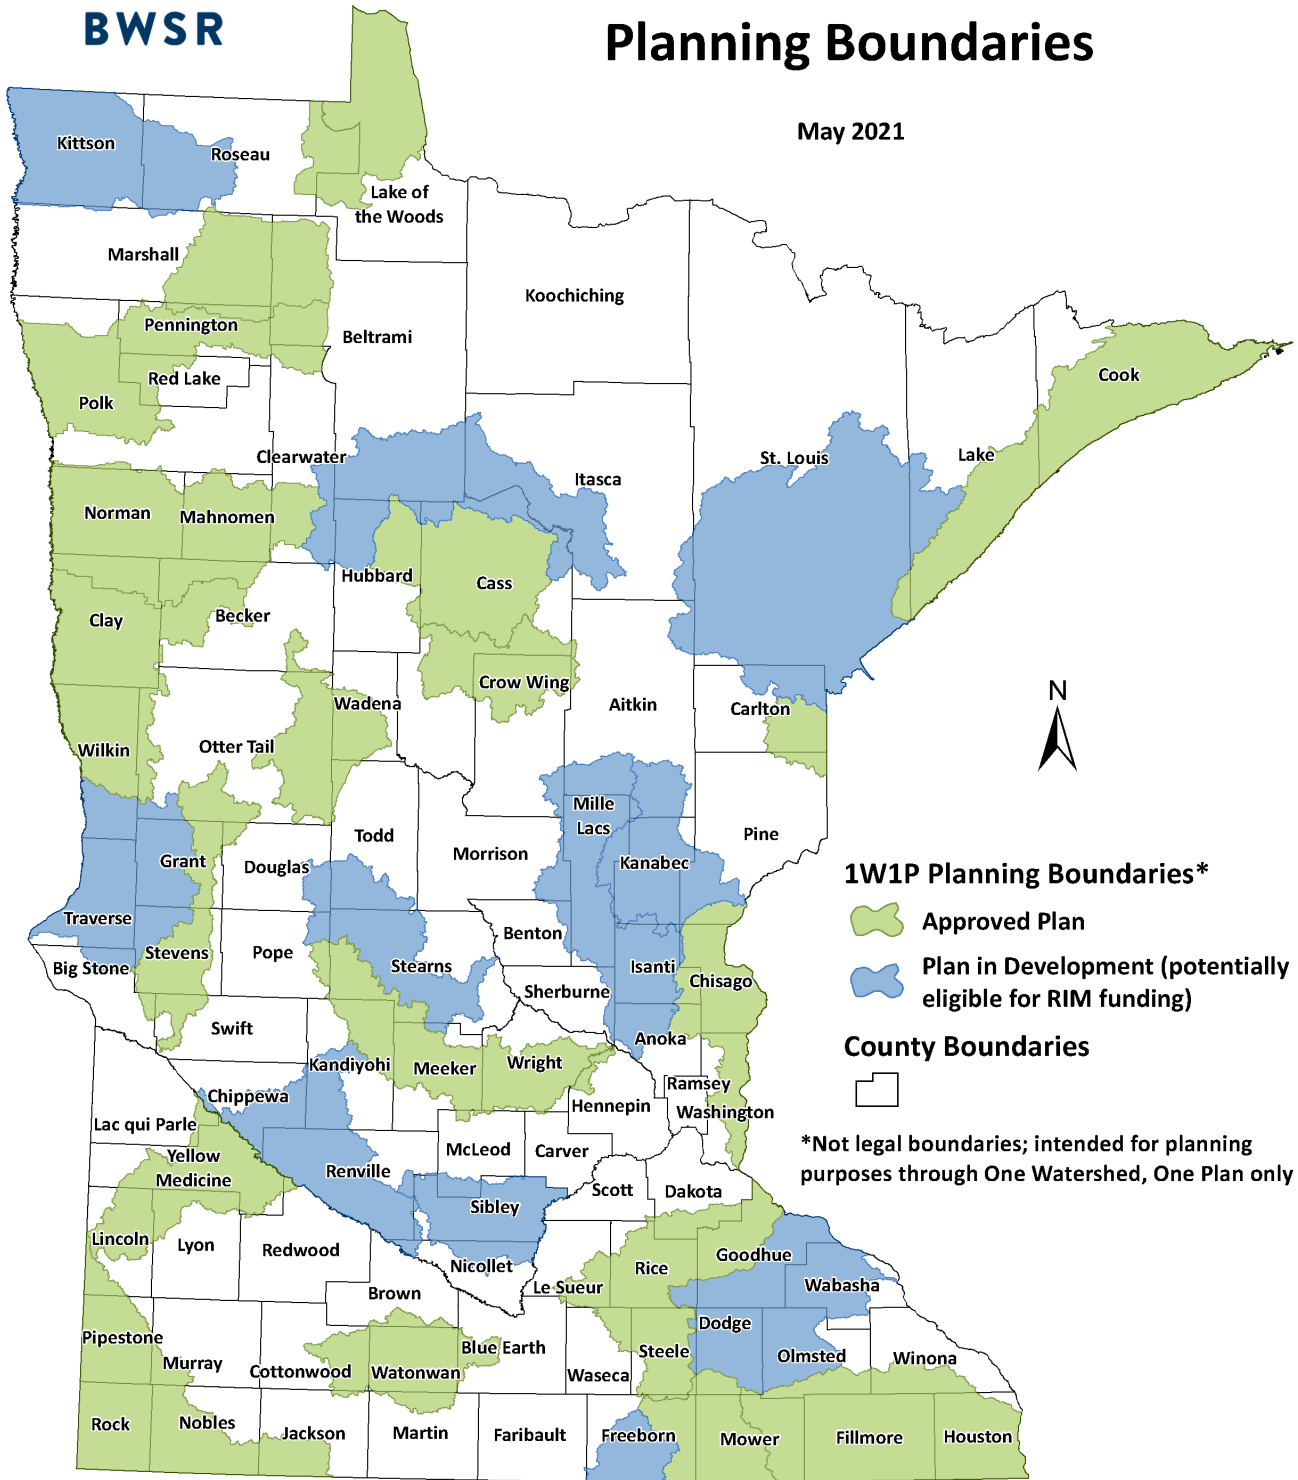 BWSR
Planning Boundaries
May 2021
Kittson
Roseau
Lake of
the Woods
Marshall
Koochiching
Pennington
Beltrami
Red Lake
Cook
Polk
Clearwater
St. Louis
Lake
Itasca
Norman
Mahnomen
Hubbard
Cass
Clay
Becker
Crow Wing
Wadena
Aitkin
Carlton
N
Wilkin
Otter Tail
Mille
Lacs
Todd
Pine
Morrison
Grant
Douglas
Kanabec
1W1P Planning Boundaries*
Traverse
Approved Plan
Benton
Stevens
Pope
Big Stone
Stearns
Isanti
Chisago
Plan in Development (potentially
eligible for RIM funding)
Sherburne
Swift
Anoka
County Boundaries
Kandiyohi
Meeker
Wright
Ramsey
Chippewa
Hennepin
Washington
Lac qui Parle
McLeod
Carver
*Not legal boundaries; intended for planning
purposes through One Watershed, One Plan only
Yellow
Medicine
Renville
Scott
Dakota
Sibley
Lincoln
Lyon
Redwood
Goodhue
Nicollet
Rice
Le Sueur
Wabasha
Brown
Dodge
Pipestone
Murray
Cottonwood
Watonwan
Blue Earth
Waseca
Steele
Olmsted
Winona
Rock
Nobles
Jackson
Martin
Faribault
Freeborn
Mower
Fillmore
Houston